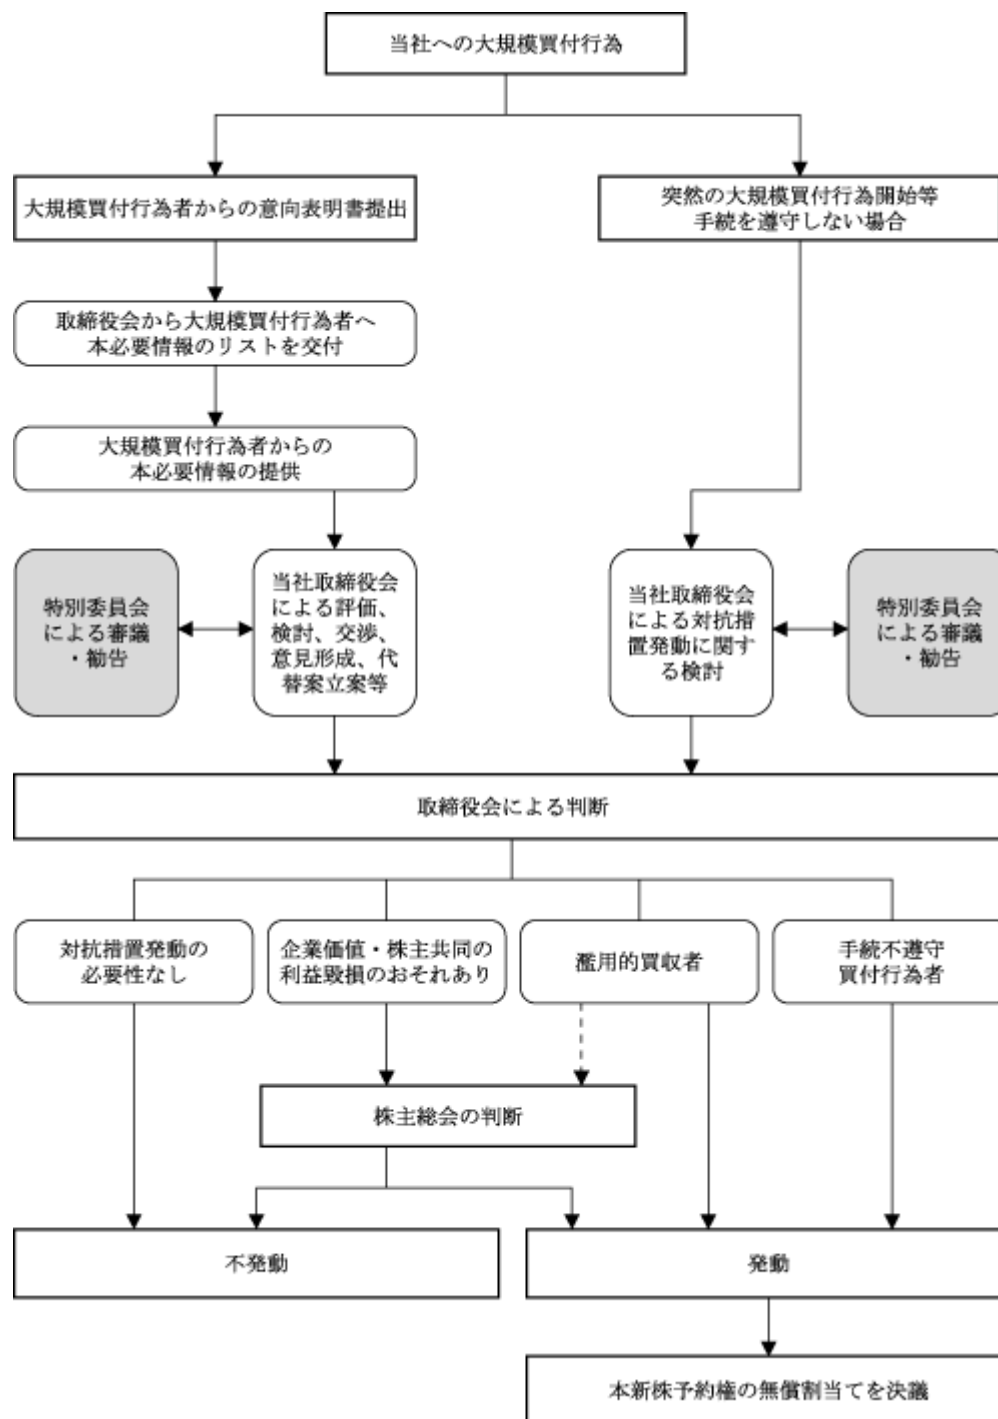 当社への大規模買付行為
大規模買付行為者からの意向表明書提出
突然の大規模買付行為開始等
手続を遵守しない場合
取締役会から大規模買付行為者へ
本必要情報のリストを交付
大規模買付行為者からの
本必要情報の提供
特別委員会
による審議
・勧告
当社取締役会
による評価、
検討、交渉、
意見形成、代
替案立案等
当社取締役会
による対抗措
置発動に関す
る検討
特別委員会
による審議
・勧告
取締役会による判断
対抗措置発動の
必要性なし
企業価値・株主共同の
利益毀損のおそれあり
濫用的買収者
手続不遵守
買付行為者
株主総会の判断
不発動
発動
本新株予約権の無償割当てを決議